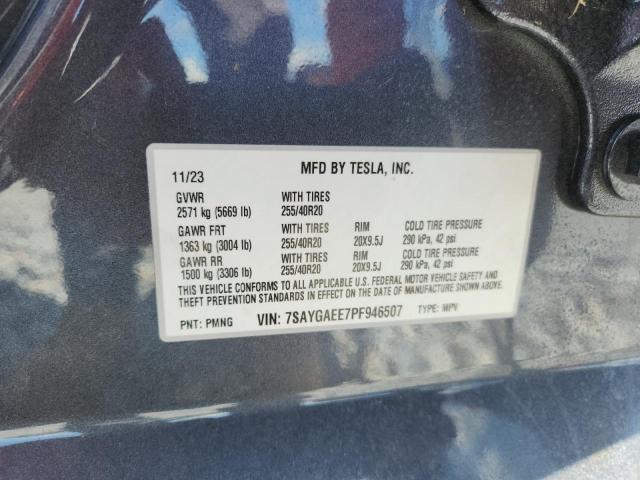 11/23 MFD BY TESLA, INC.
GVWR WITH TIRES
2571 kg (5669 lb) 255/40R20
GAWR FRT WITH TIRES RIM COLD TIRE PRESSURE
1363 kg (3004 lb) 255/40R20 20X9.5J 290 kPa, 42 psi
GAWR RR WITH TIRES RIM COLD TIRE PRESSURE
1500 kg (3306 lb) 255/40R20 20X9.5J 290 kPa, 42 psi
THIS VEHICLE CONFORMS TO ALL APPLICABLE U.S. FEDERAL MOTOR VEHICLE SAFETY AND
THEFT PREVENTION STANDARDS IN EFFECT ON THE DATE OF MANUFACTURE SHOWN
ABOVE.
PNT: PMNG VIN: 7SAYGAEE7PF946507 TYPE: MPV